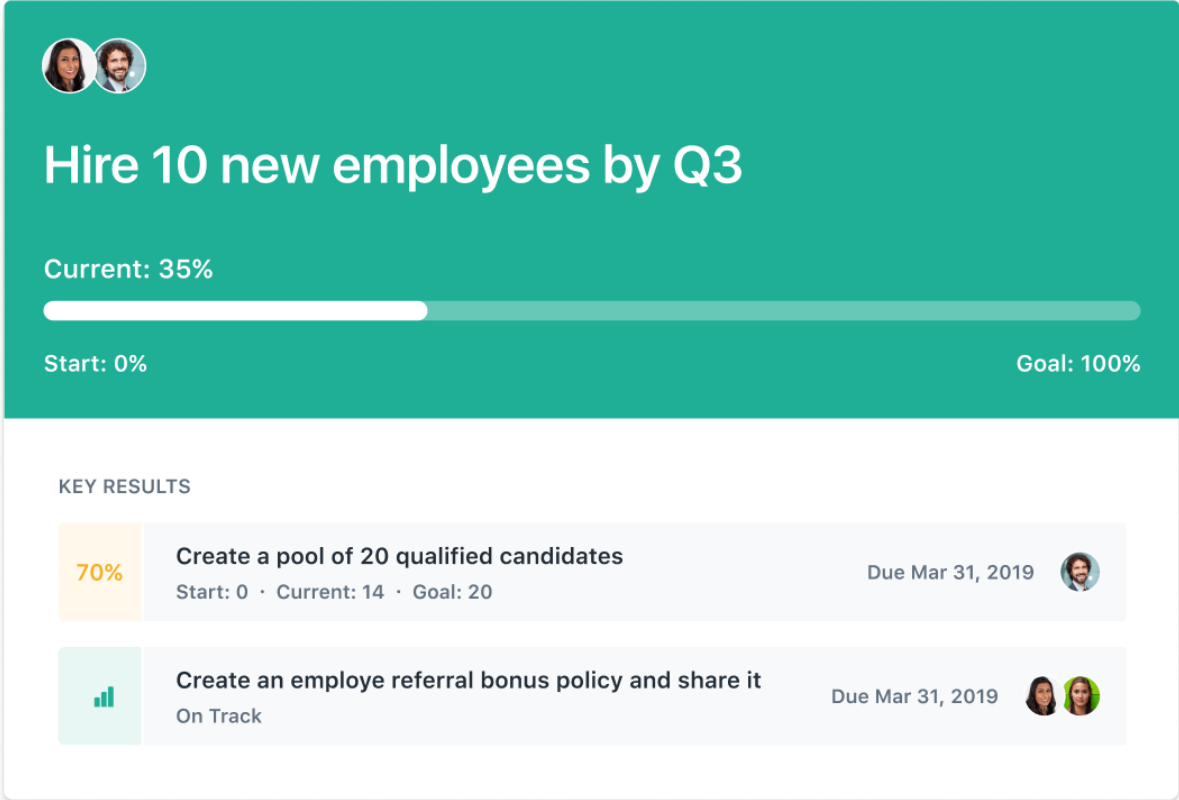 Hire 10 new employees by Q3
Current: 35%
Start: 0%
Goal: 100%
KEY RESULTS
70%
Create a pool of 20 qualified candidates
Start: 0 · Current: 14 · Goal: 20
Due Mar 31, 2019
Create an employe referral bonus policy and share it
On Track
Due Mar 31, 2019